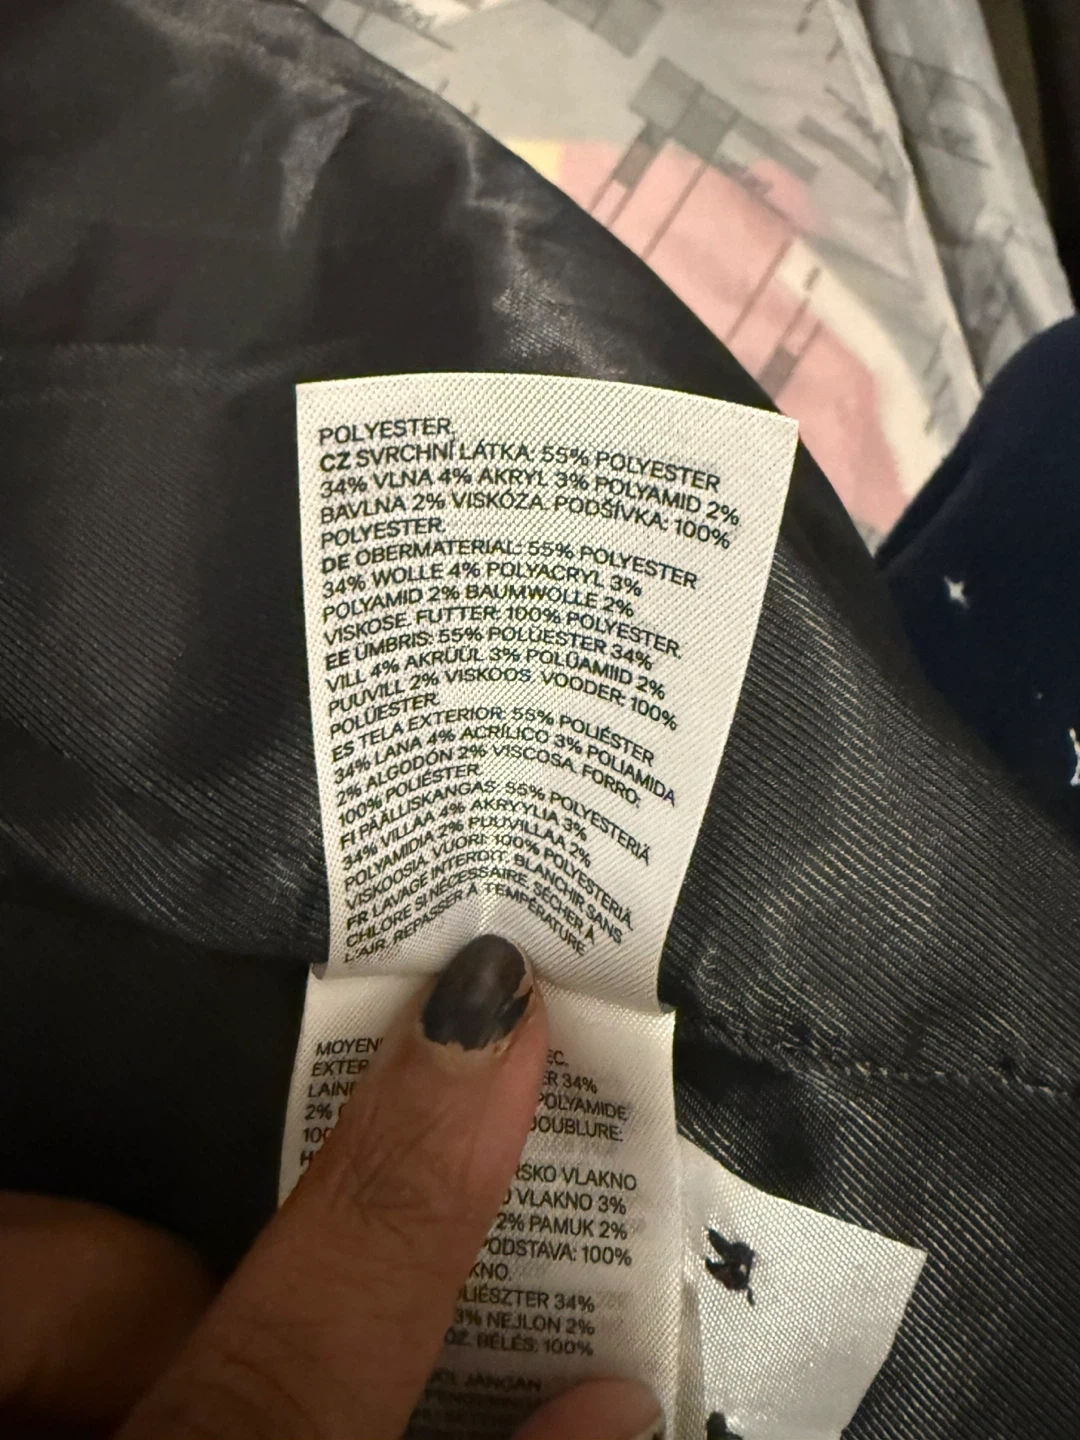 POLYESTER.
CZ SVRCHNÍ LÁTKA: 55% POLYESTER
34% VLNA 4% AKRYL 3% POLYAMID 2%
BAVLNA 2% VISKÓZA. PODŠÍVKA: 100%
POLYESTER.
DE OBERMATERIAL: 55% POLYESTER
34% WOLLE 4% POLYACRYL 3%
POLYAMID 2% BAUMWOLLE 2%
VISKOSE. FUTTER: 100% POLYESTER.
EE ÜMBRIS: 55% POLÜESTER 34%
VILL 4% AKRÜÜL 3% POLÜAMIID 2%
PUUVILL 2% VISKOOS. VOODER: 100%
POLÜESTER.
ES TELA EXTERIOR: 55% POLIÉSTER
34% LANA 4% ACRÍLICO 3% POLIAMIDA
2% ALGODÓN 2% VISCOSA. FORRO:
100% POLIÉSTER.
FI PÄÄLLISKANGAS: 55% POLYESTERIÄ
34% VILLAA 4% AKRYYLIA 3%
POLYAMIDIA 2% PUUVILLAA 2%
VISKOOSIA. VUORI: 100% POLYESTERIÄ.
FR LAVAGE INTERDIT. BLANCHIR SANS
CHLORE SI NÉCESSAIRE. SÉCHER À
L'AIR. REPASSER À TEMPÉRATURE
MOYEN EC.
EXTER ER 34%
LAIN POLYAMIDE
2% DOUBLURE:
100
RSKO VLAKNO
VLAKNO 3%
2% PAMUK 2%
PODSTAVA: 100%
KNO.
LIÉSZTER 34%
3% NEJLON 2%
ÓZ. BÉLÉS: 100%
JANGAN